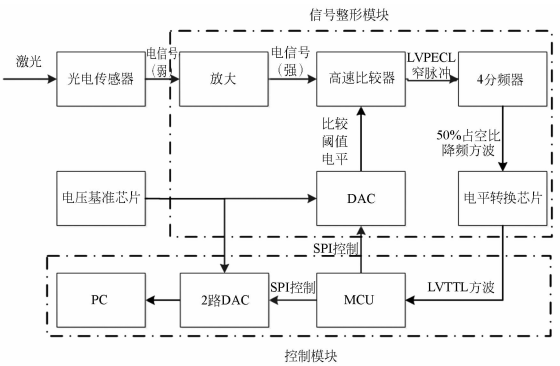 信号整形模块
激光
光电传感器
电信号
(弱)
放大
电信号
(强)
高速比较器
LVPECL
窄脉冲
4分频器
比较
阈值
电平
50%占空比
降频方波
电压基准芯片
DAC
电平转换芯片
SPI控制
PC
2路DAC
SPI控制
MCU
LVTTL方波
控制模块